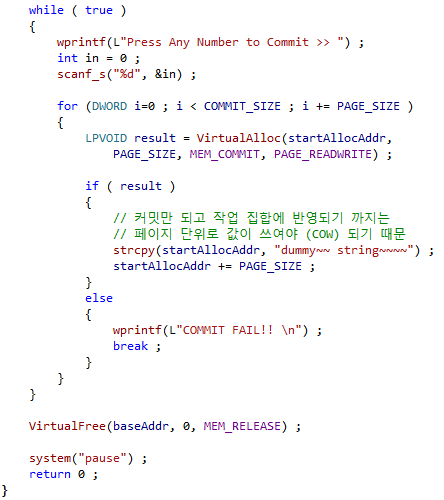 while ( true )
{
wprintf(L"Press Any Number to Commit >> ") ;
int in = 0 ;
scanf_s("%d", &in) ;
for (DWORD i=0 ; i < COMMIT_SIZE ; i += PAGE_SIZE )
{
LPVOID result = VirtualAlloc(startAllocAddr,
PAGE_SIZE, MEM_COMMIT, PAGE_READWRITE) ;
if ( result )
{
// 커밋만 되고 작업 집합에 반영되기 까지는
// 페이지 단위로 값이 쓰여야 (COW) 되기 때문
strcpy(startAllocAddr, "dummy~~ string~~~~") ;
startAllocAddr += PAGE_SIZE ;
}
else
{
wprintf(L"COMMIT FAIL!! \n") ;
break ;
}
}
}
VirtualFree(baseAddr, 0, MEM_RELEASE) ;
system("pause") ;
return 0 ;
}